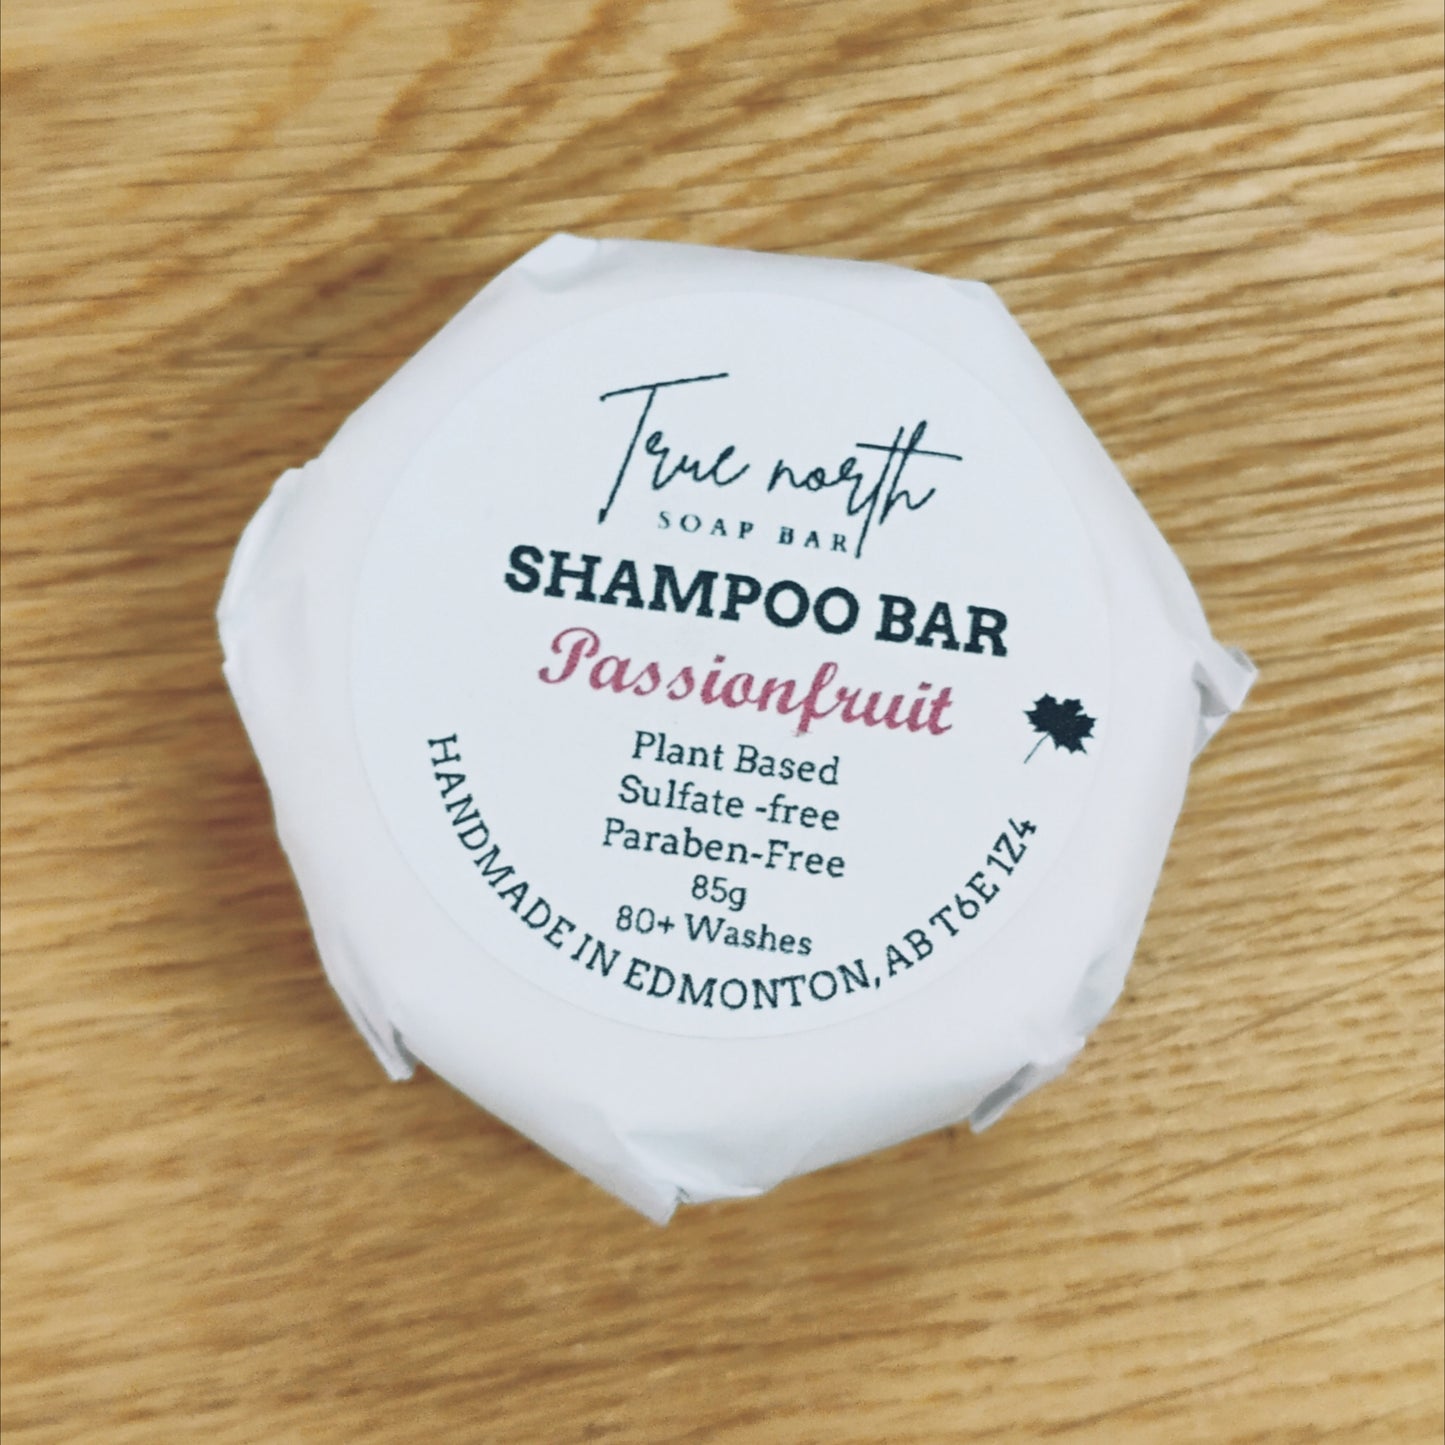 True north
SOAP BAR
SHAMPOO BAR
Passionfruit
Plant Based
Sulfate -free
Paraben-Free
85g
80+ Washes
HANDMADE IN EDMONTON, AB T6E 1Z4